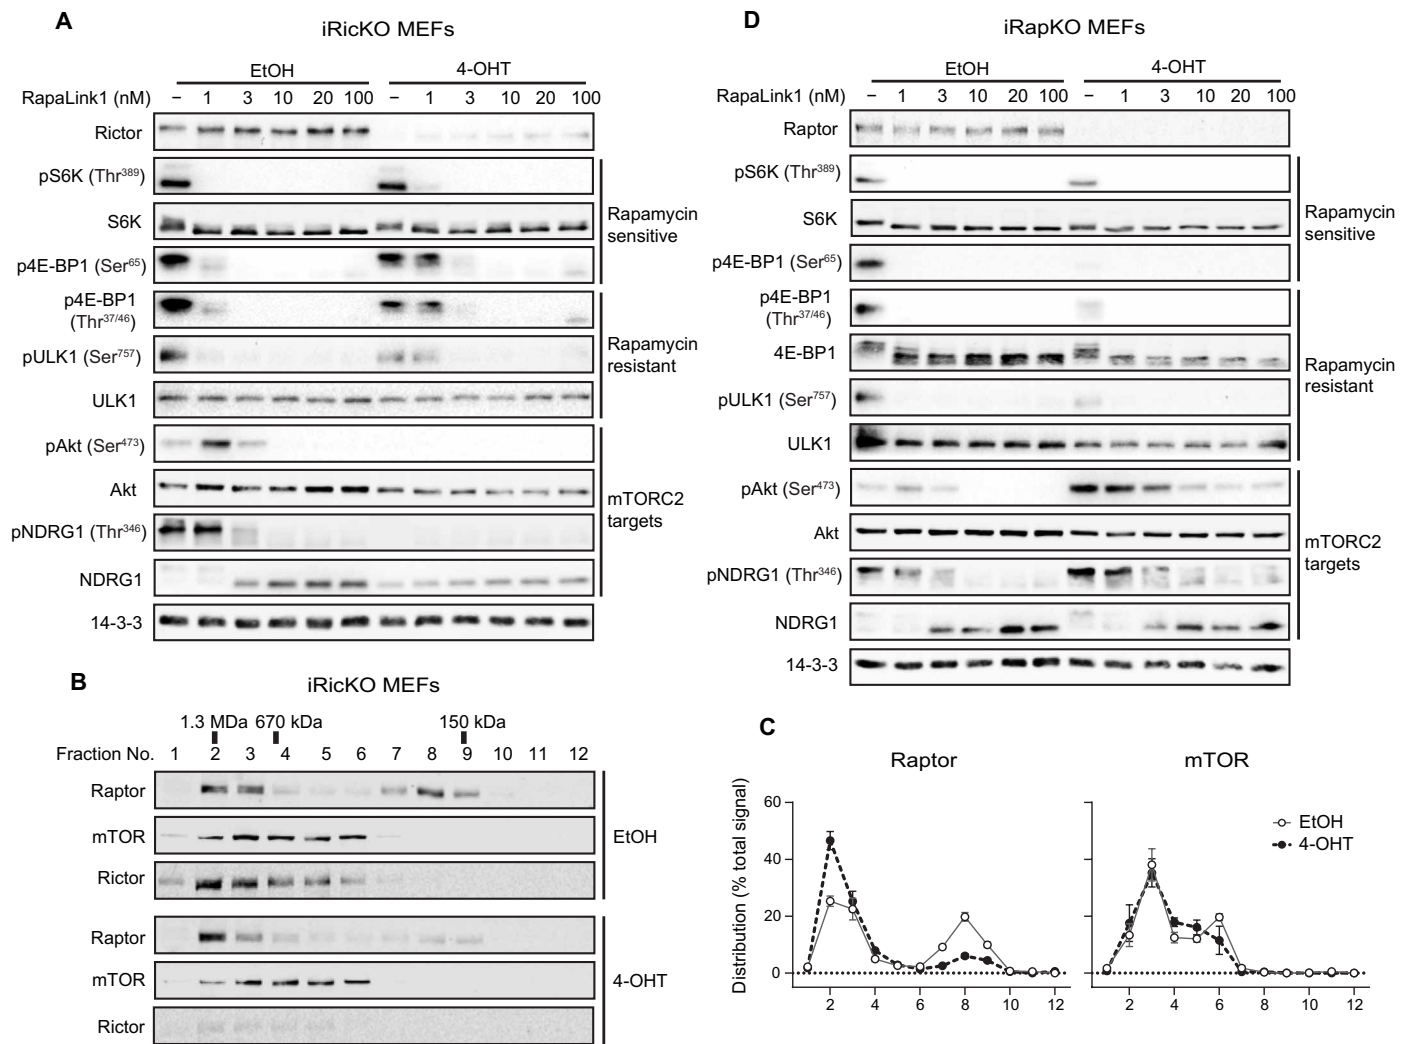 A
iRicKO MEFs
EtOH 4-OHT
RapaLink1 (nM) – 1 3 10 20 100 – 1 3 10 20 100
Rictor
pS6K (Thr389)
S6K
p4E-BP1 (Ser65)
Rapamycin
sensitive
p4E-BP1
(Thr37/46)
pULK1 (Ser757)
ULK1
Rapamycin
resistant
pAkt (Ser473)
Akt
pNDRG1 (Thr346)
NDRG1
mTORC2
targets
14-3-3
B
iRicKO MEFs
1.3 MDa 670 kDa 150 kDa
Fraction No. 1 2 3 4 5 6 7 8 9 10 11 12
Raptor
mTOR
Rictor
EtOH
Raptor
mTOR
Rictor
4-OHT
D
iRapKO MEFs
EtOH 4-OHT
RapaLink1 (nM) – 1 3 10 20 100 – 1 3 10 20 100
Raptor
pS6K (Thr389)
S6K
p4E-BP1 (Ser65)
Rapamycin
sensitive
p4E-BP1
(Thr37/46)
4E-BP1
pULK1 (Ser757)
ULK1
Rapamycin
resistant
pAkt (Ser473)
Akt
pNDRG1 (Thr346)
NDRG1
mTORC2
targets
14-3-3
C
Raptor mTOR
Distribution (% total signal)
60
40
20
0
EtOH
4-OHT
2 4 6 8 10 12 2 4 6 8 10 12